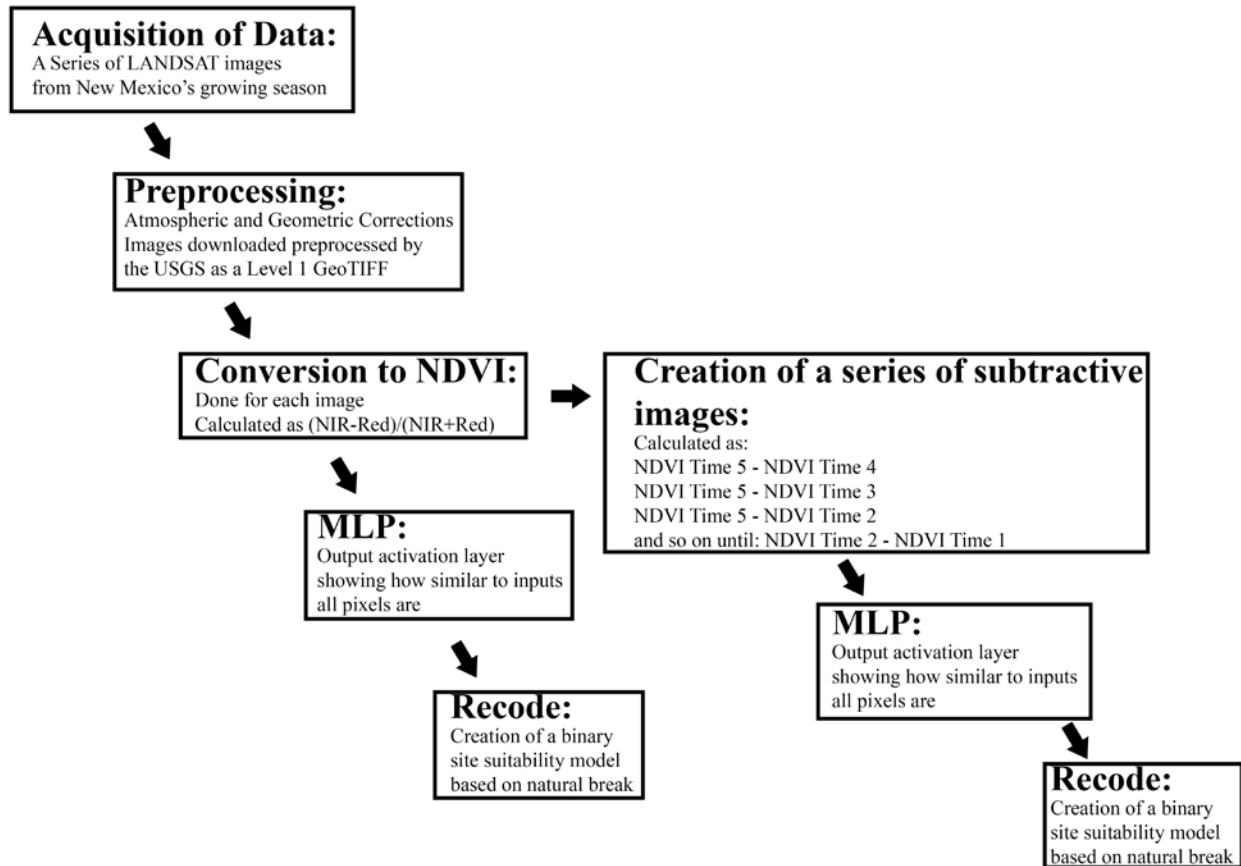 Acquisition of Data:
A Series of LANDSAT images
from New Mexico's growing season
Preprocessing:
Atmospheric and Geometric Corrections
Images downloaded preprocessed by
the USGS as a Level 1 GeoTIFF
Conversion to NDVI:
Done for each image
Calculated as (NIR-Red)/(NIR+Red)
Creation of a series of subtractive
images:
Calculated as:
NDVI Time 5 - NDVI Time 4
NDVI Time 5 - NDVI Time 3
NDVI Time 5 - NDVI Time 2
and so on until: NDVI Time 2 - NDVI Time 1
MLP:
Output activation layer
showing how similar to inputs
all pixels are
MLP:
Output activation layer
showing how similar to inputs
all pixels are
Recode:
Creation of a binary
site suitability model
based on natural break
Recode:
Creation of a binary
site suitability model
based on natural break